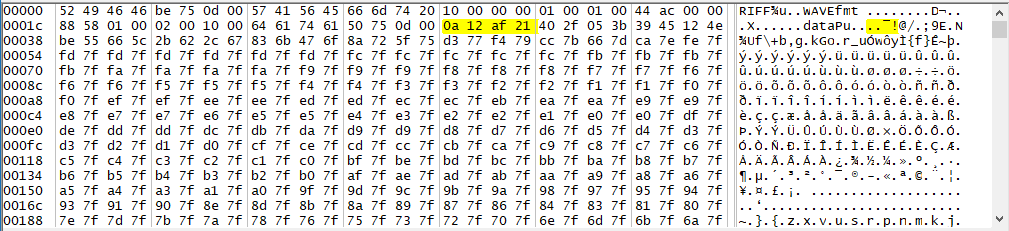 00000 52 49 46 46 be 75 0d 00 57 41 56 45 66 6d 74 20 10 00 00 00 01 00 01 00 44 ac 00 00 RIFF¾u..WAVEfmt ........D¬..
0001c 88 58 01 00 02 00 10 00 64 61 74 61 50 75 0d 00 0a 12 af 21 40 2f 05 3b 39 45 12 4e .X......dataPu....¯!@/.;9E.N
00038 be 55 66 5c 2b 62 2c 67 83 6b 47 6f 8a 72 5f 75 d3 77 f4 79 cc 7b 66 7d ca 7e fe 7f ¾Uf\+b,g.kGo.r_uÓwôyÌ{f}Ê~þ.
00054 fd 7f fd 7f fd 7f fd 7f fd 7f fd 7f fd 7f fc 7f fc 7f fc 7f fc 7f fb 7f fb 7f fb 7f ý.ý.ý.ý.ý.ý.ý.ü.ü.ü.ü.û.û.û.
00070 fb 7f fa 7f fa 7f fa 7f fa 7f f9 7f f9 7f f9 7f f8 7f f8 7f f8 7f f7 7f f7 7f f6 7f û.ú.ú.ú.ú.ù.ù.ù.ø.ø.ø.÷.÷.ö.
0008c f6 7f f6 7f f5 7f f5 7f f5 7f f4 7f f4 7f f3 7f f3 7f f2 7f f2 7f f1 7f f1 7f f0 7f ö.ö.õ.õ.õ.ô.ô.ó.ó.ò.ò.ñ.ñ.ð.
000a8 f0 7f ef 7f ef 7f ee 7f ee 7f ed 7f ed 7f ec 7f ec 7f eb 7f ea 7f ea 7f e9 7f e9 7f ð.ï.ï.î.î.í.í.ì.ì.ë.ê.ê.é.é.
000c4 e8 7f e7 7f e7 7f e6 7f e5 7f e5 7f e4 7f e3 7f e2 7f e2 7f e1 7f e0 7f e0 7f df 7f è.ç.ç.æ.å.å.ä.ã.â.â.á.à.à.ß.
000e0 de 7f dd 7f dd 7f dc 7f db 7f da 7f d9 7f d9 7f d8 7f d7 7f d6 7f d5 7f d4 7f d3 7f Þ.Ý.Ý.Ü.Û.Ú.Ù.Ù.Ø.×.Ö.Õ.Ô.Ó.
000fc d3 7f d2 7f d1 7f d0 7f cf 7f ce 7f cd 7f cc 7f cb 7f ca 7f c9 7f c8 7f c7 7f c6 7f Ó.Ò.Ñ.Ð.Ï.Î.Í.Ì.Ë.Ê.É.È.Ç.Æ.
00118 c5 7f c4 7f c3 7f c2 7f c1 7f c0 7f bf 7f be 7f bd 7f bc 7f bb 7f ba 7f b8 7f b7 7f Å.Ä.Ã.Â.Á.À.¿.¾.½.¼.».º.¸.·.
00134 b6 7f b5 7f b4 7f b3 7f b2 7f b0 7f af 7f ae 7f ad 7f ab 7f aa 7f a9 7f a8 7f a6 7f ¶.µ.´.³.².°.¯.®.-.«.ª.©.¨.¦.
00150 a5 7f a4 7f a3 7f a1 7f a0 7f 9f 7f 9d 7f 9c 7f 9b 7f 9a 7f 98 7f 97 7f 95 7f 94 7f ¥.¤.£.¡. ...................
0016c 93 7f 91 7f 90 7f 8e 7f 8d 7f 8b 7f 8a 7f 89 7f 87 7f 86 7f 84 7f 83 7f 81 7f 80 7f ..‘.........................
00188 7e 7f 7d 7f 7b 7f 7a 7f 78 7f 76 7f 75 7f 73 7f 72 7f 70 7f 6e 7f 6d 7f 6b 7f 6a 7f ~.}.{.z.x.v.u.s.r.p.n.m.k.j.